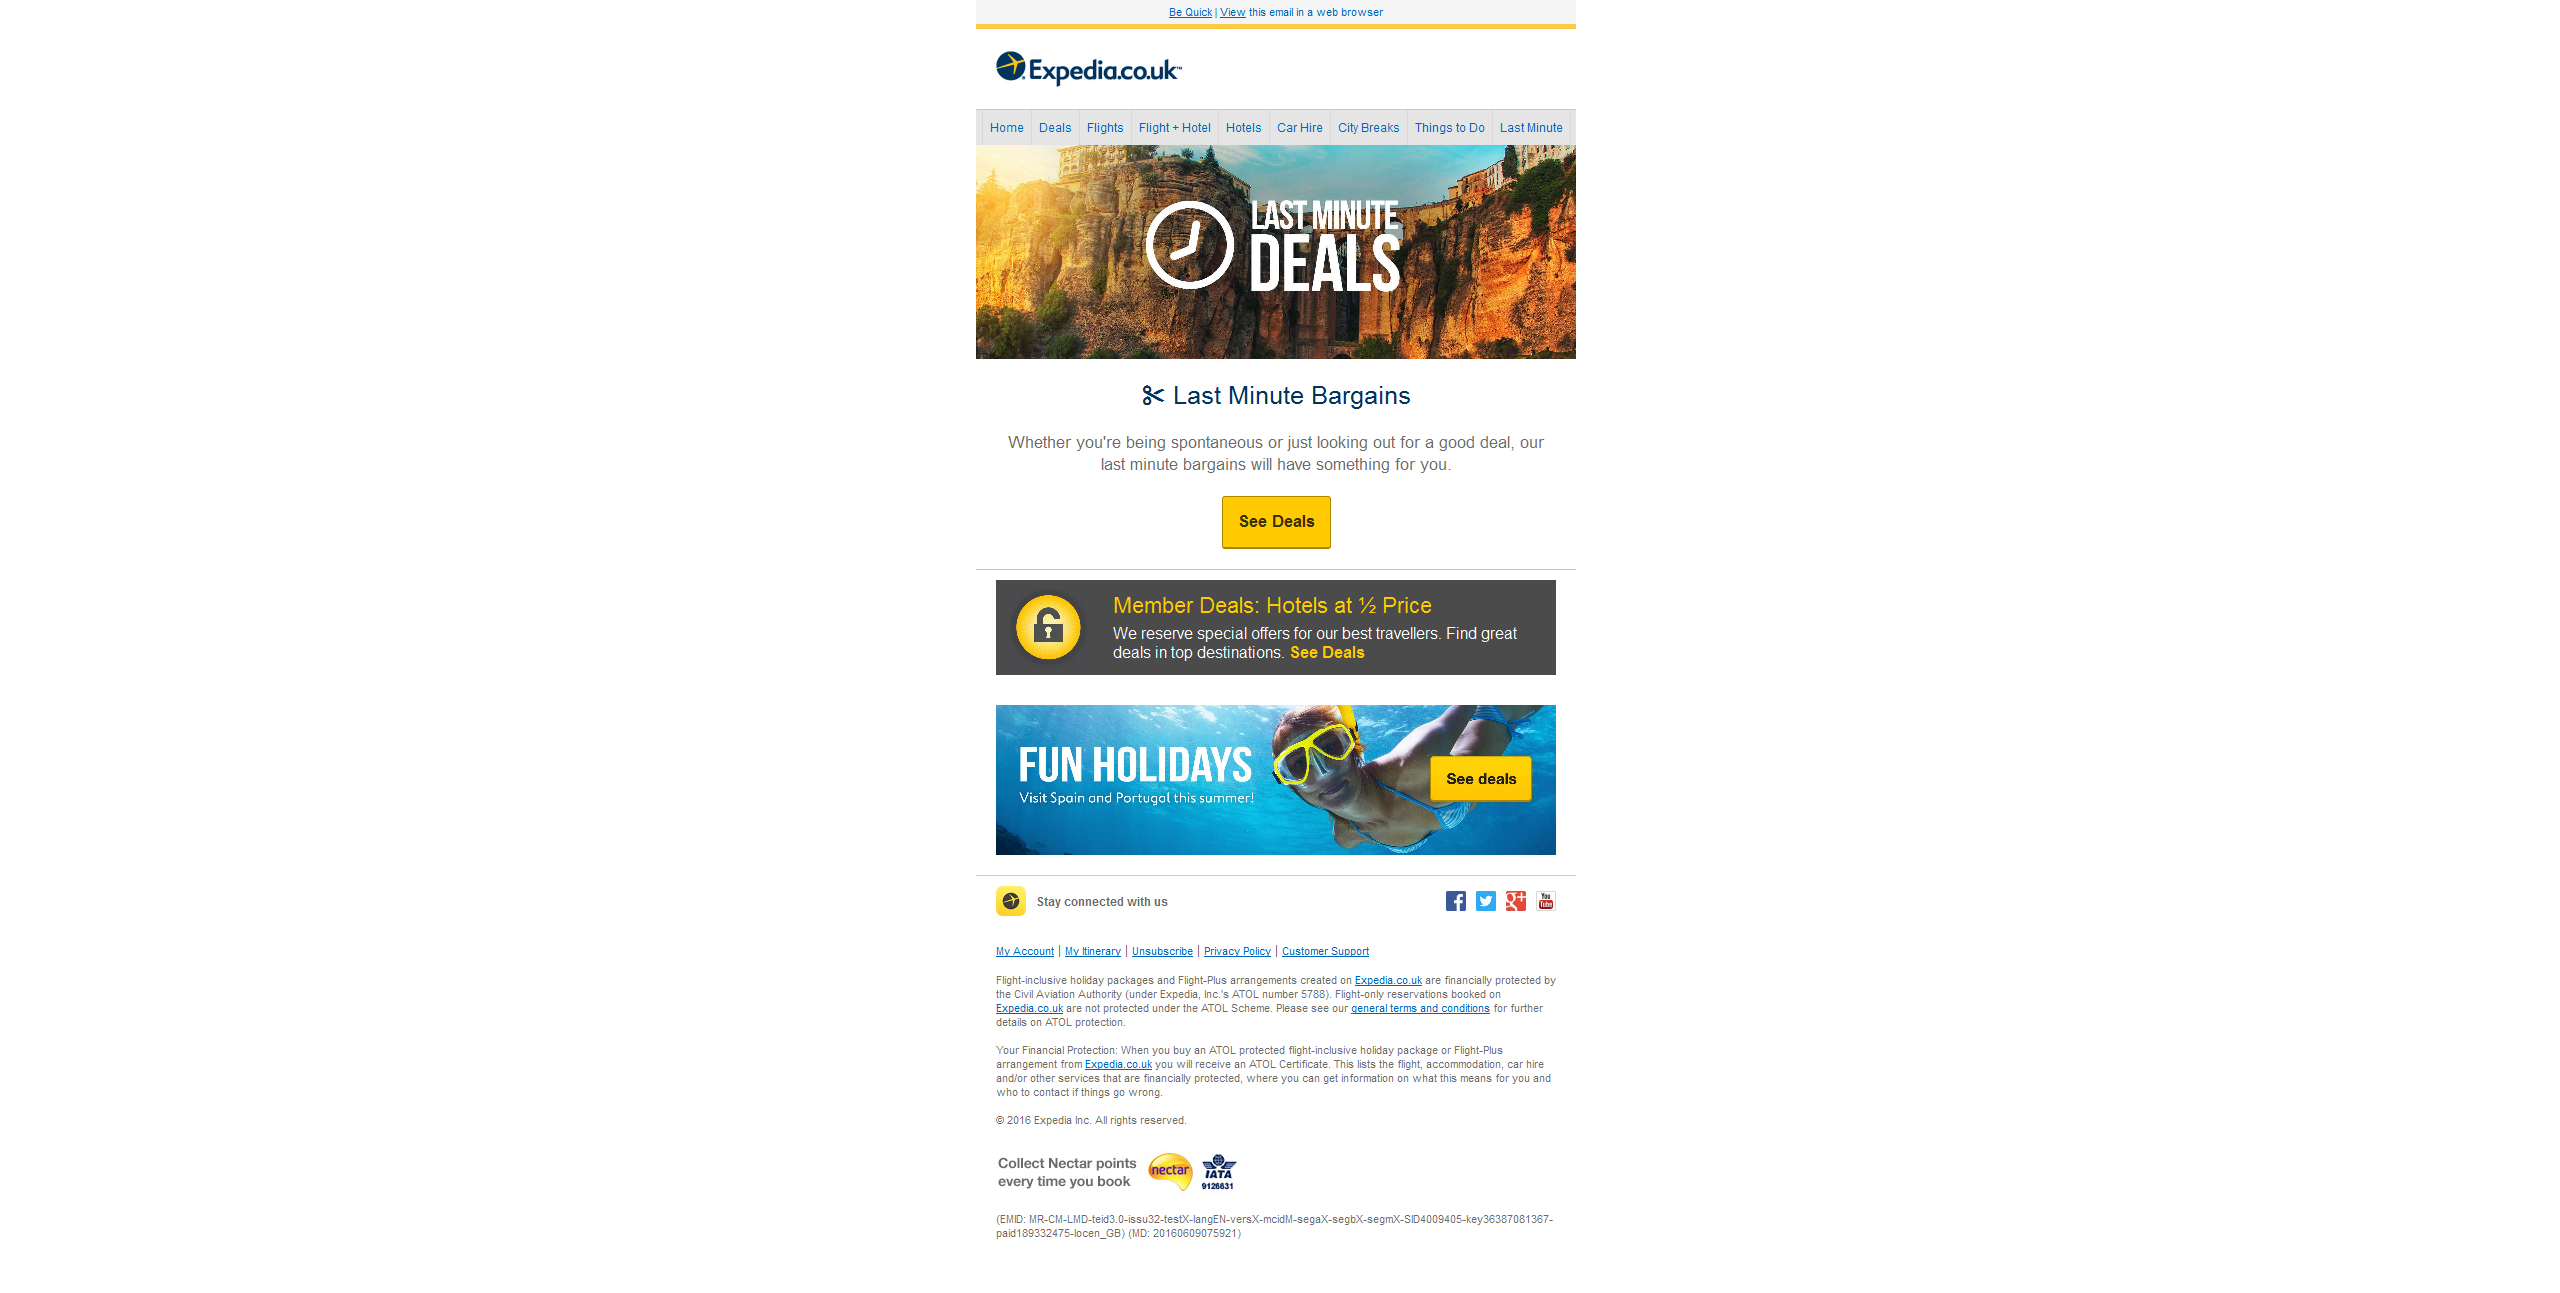 Be Quick | View this email in a web browser
Expedia.co.uk™
Home Deals Flights Flight + Hotel Hotels Car Hire City Breaks Things to Do Last Minute
LAST MINUTE
DEALS
Last Minute Bargains
Whether you're being spontaneous or just looking out for a good deal, our
last minute bargains will have something for you.
See Deals
Member Deals: Hotels at ½ Price
We reserve special offers for our best travellers. Find great
deals in top destinations. See Deals
FUN HOLIDAYS
Visit Spain and Portugal this summer!
See deals
Stay connected with us
You
Tube
My Account | My Itinerary | Unsubscribe | Privacy Policy | Customer Support
Flight-inclusive holiday packages and Flight-Plus arrangements created on Expedia.co.uk are financially protected by
the Civil Aviation Authority (under Expedia, Inc.'s ATOL number 5788). Flight-only reservations booked on
Expedia.co.uk are not protected under the ATOL Scheme. Please see our general terms and conditions for further
details on ATOL protection.
Your Financial Protection: When you buy an ATOL protected flight-inclusive holiday package or Flight-Plus
arrangement from Expedia.co.uk you will receive an ATOL Certificate. This lists the flight, accommodation, car hire
and/or other services that are financially protected, where you can get information on what this means for you and
who to contact if things go wrong.
© 2016 Expedia Inc. All rights reserved.
Collect Nectar points
every time you book
nectar
IATA
9126831
(EMID: MR-CM-LMD-teid3.0-issu32-testX-langEN-versX-mcidM-segaX-segbX-segmX-SID4009405-key36387081367-
paid189332475-locen_GB) (MD: 20160609075921)